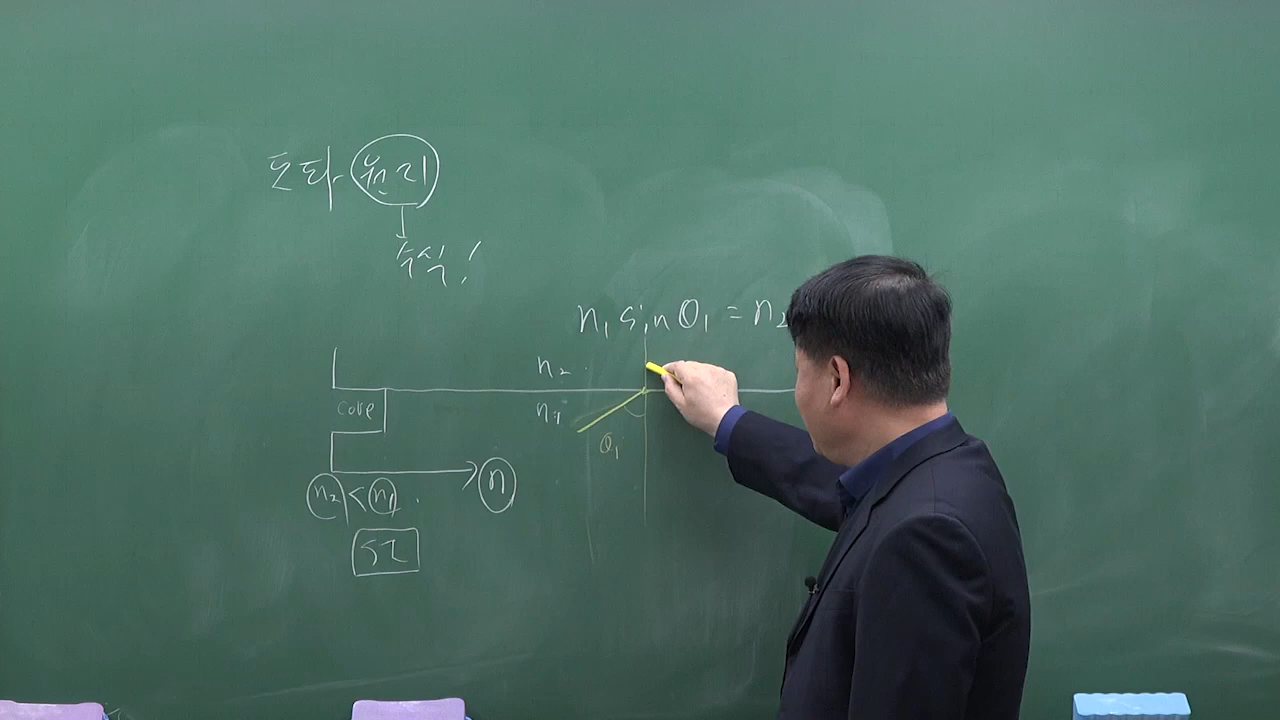 도파 원리
수식!
n₁ sin θ₁ = n₂
n₂
core
n₁
θ₁
n₂ < n₁
n
SI